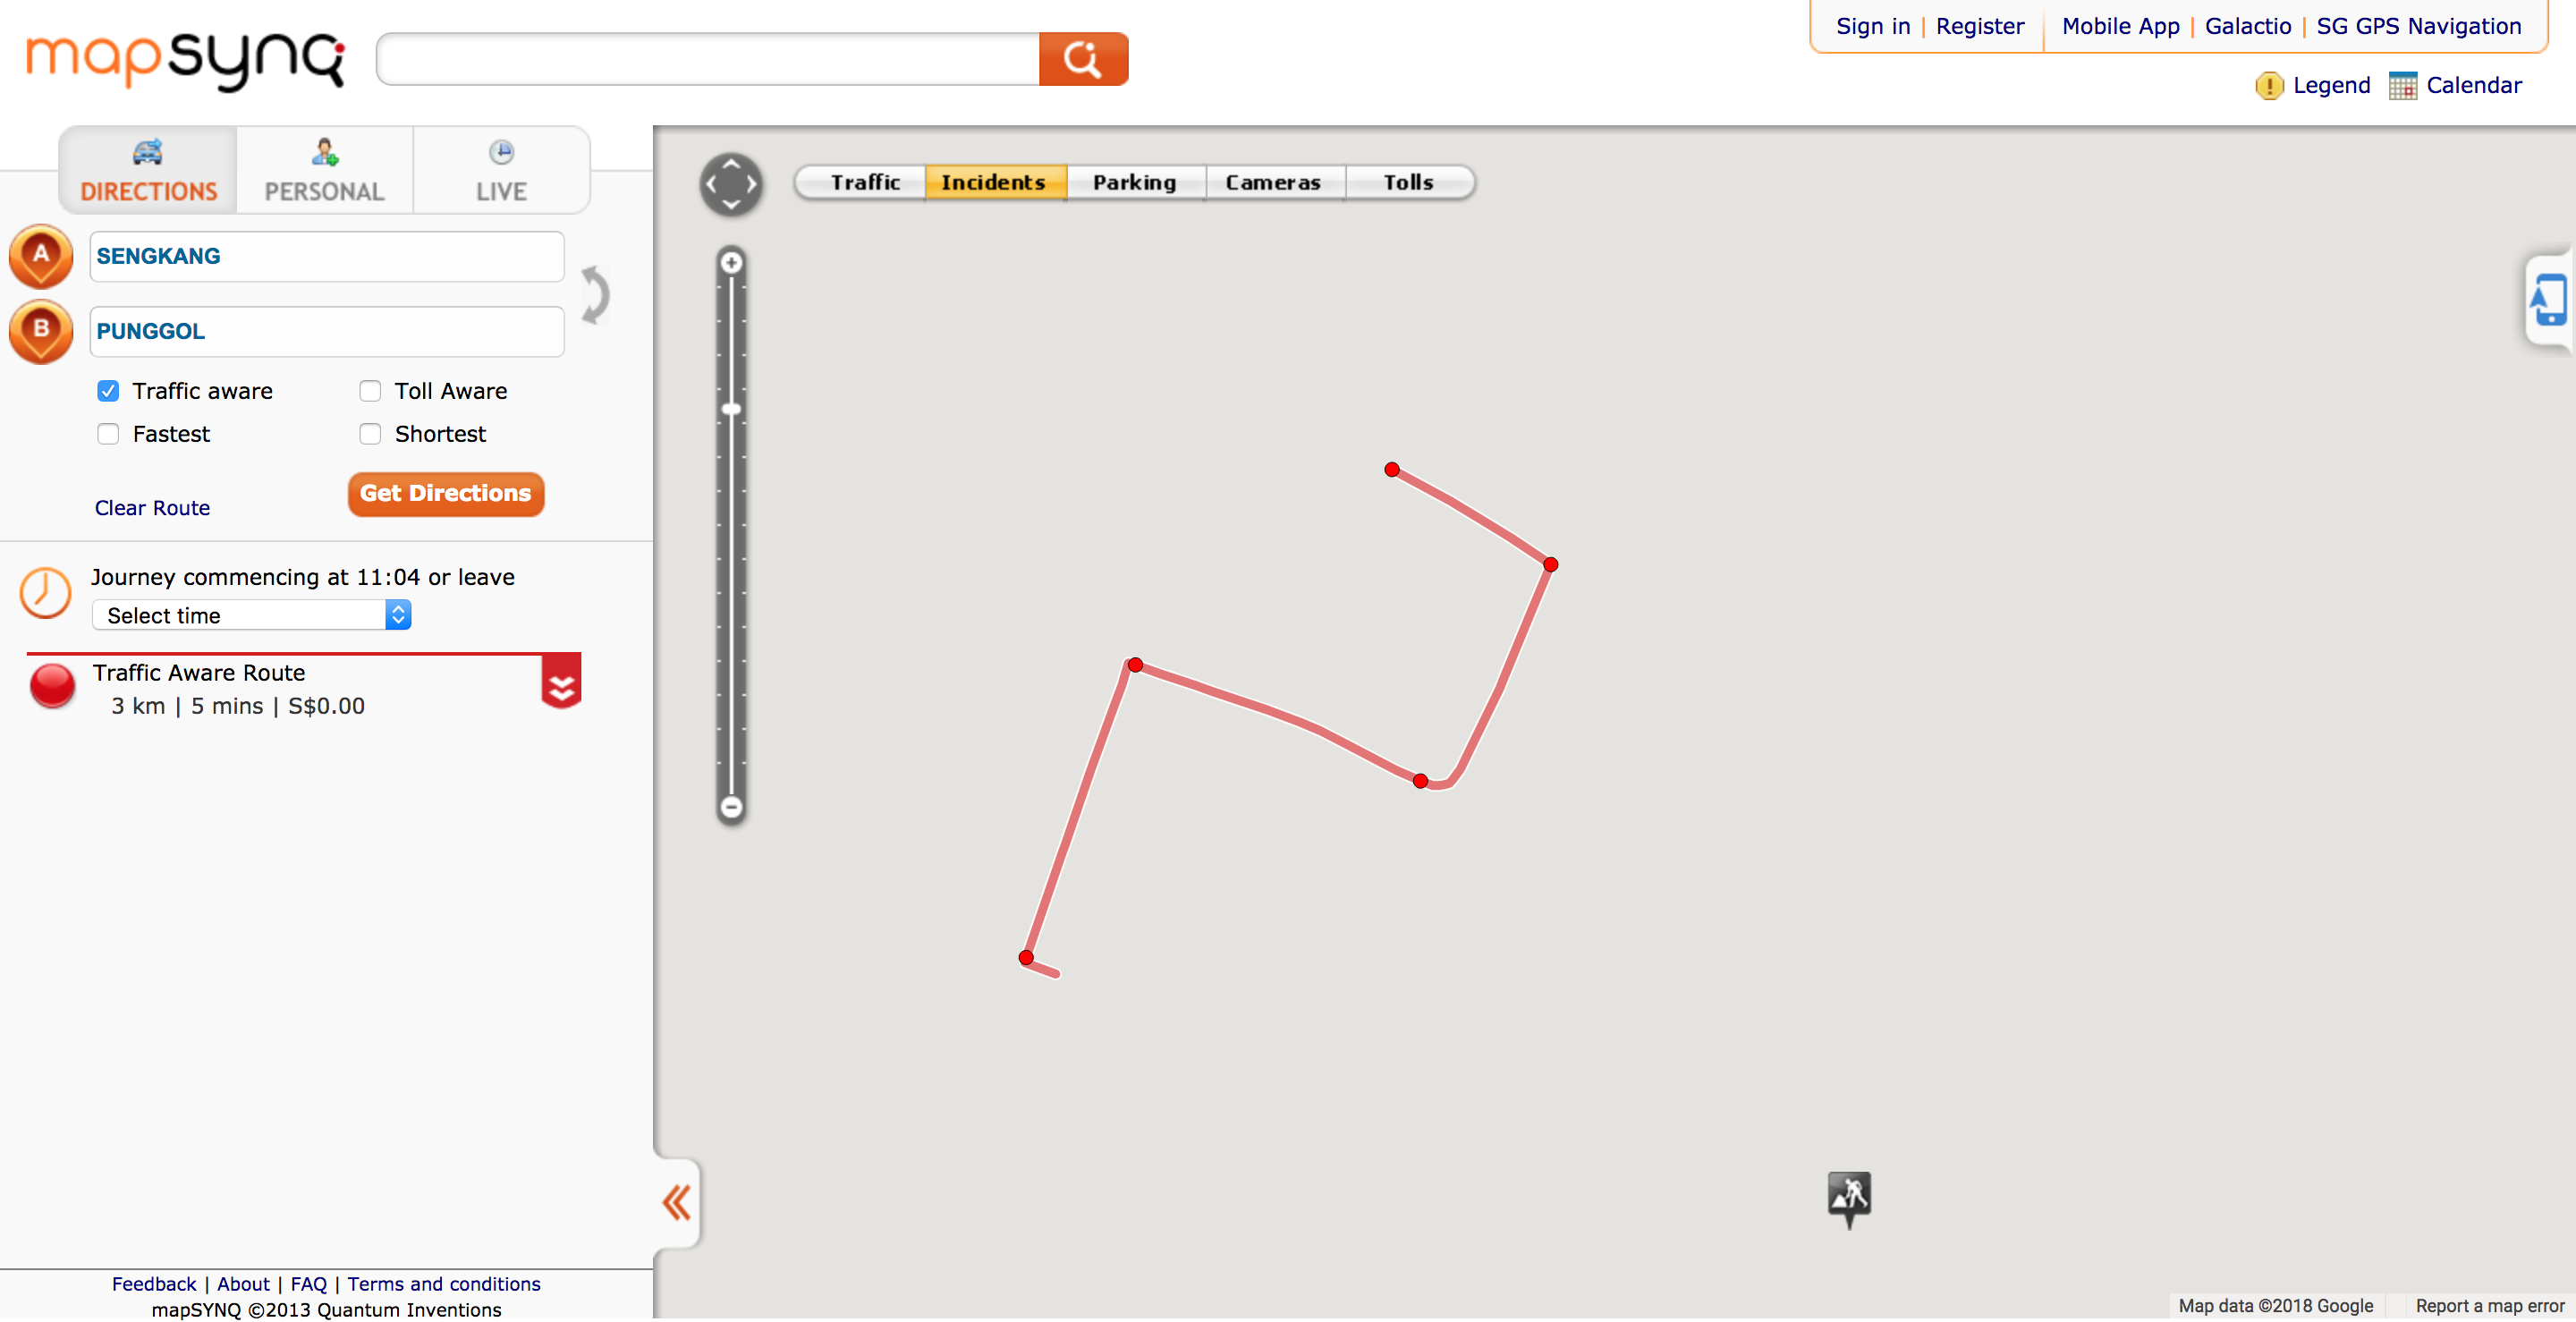 mapsynq
Sign in | Register
Mobile App | Galactio | SG GPS Navigation
Legend
Calendar
DIRECTIONS
PERSONAL
LIVE
Traffic
Incidents
Parking
Cameras
Tolls
A
SENGKANG
B
PUNGGOL
Traffic aware
Toll Aware
Fastest
Shortest
Clear Route
Get Directions
Journey commencing at 11:04 or leave
Select time
Traffic Aware Route
3 km | 5 mins | S$0.00
Feedback | About | FAQ | Terms and conditions
mapSYNQ ©2013 Quantum Inventions
Map data ©2018 Google
Report a map error